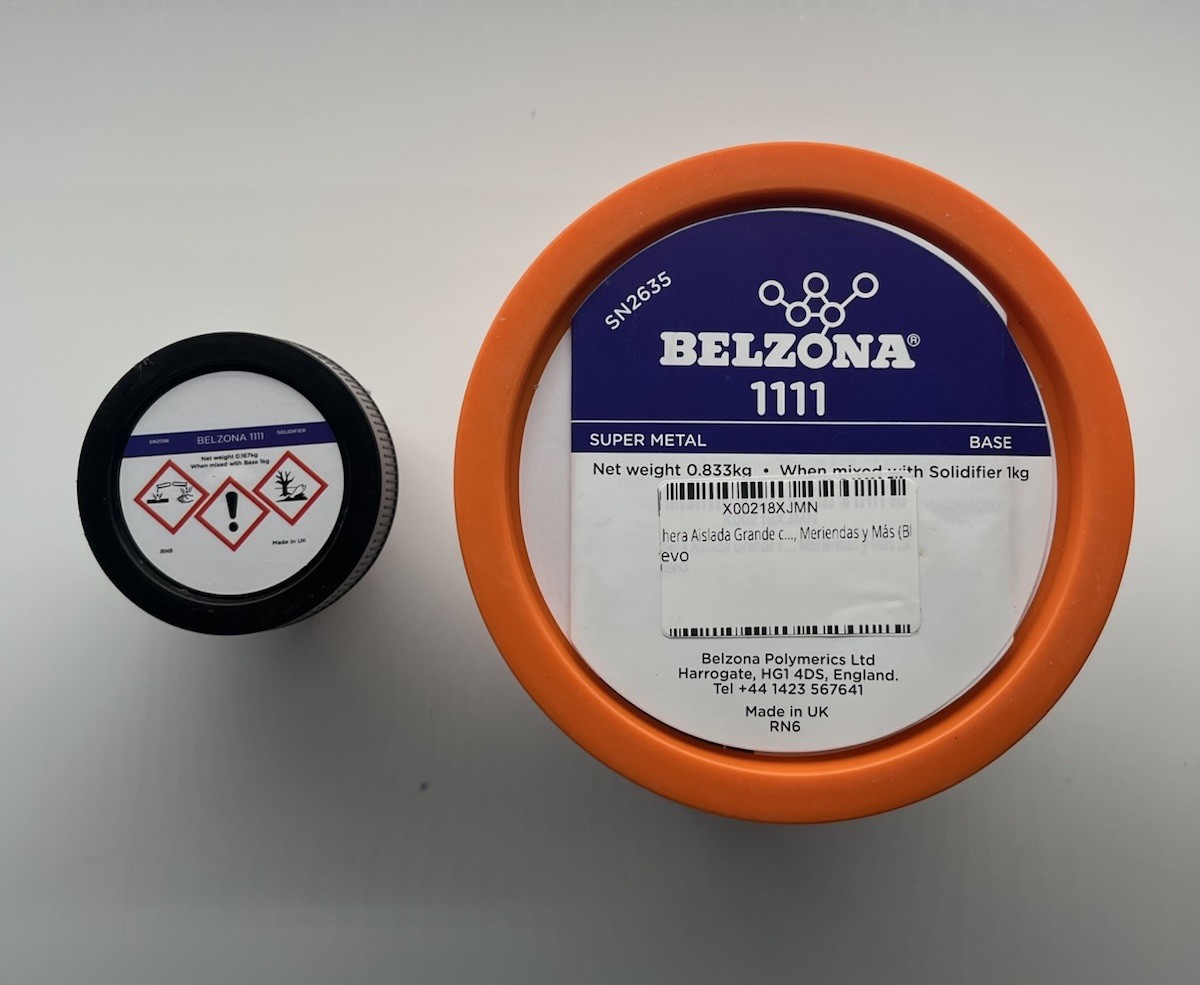 SN2598 BELZONA 1111 SOLIDIFIER
Net weight 0.167kg
When mixed with Base 1kg
RN8
Made in UK
SN2635
BELZONA®
1111
SUPER METAL BASE
Net weight 0.833kg • When mixed with Solidifier 1kg
X00218XJMN
hera Aislada Grande c..., Meriendas y Más (Bl
evo
Belzona Polymerics Ltd
Harrogate, HG1 4DS, England.
Tel +44 1423 567641
Made in UK
RN6